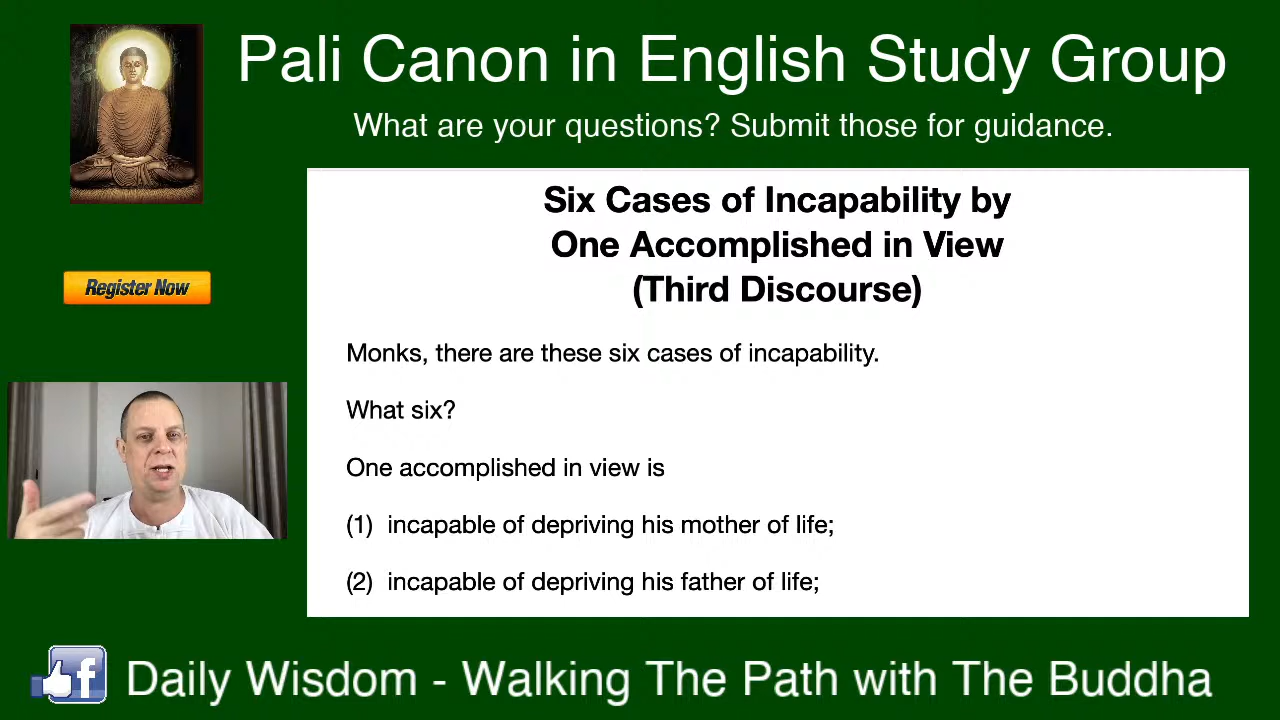 Pali Canon in English Study Group
What are your questions? Submit those for guidance.
Six Cases of Incapability by
One Accomplished in View
(Third Discourse)
Monks, there are these six cases of incapability.
What six?
One accomplished in view is
(1) incapable of depriving his mother of life;
(2) incapable of depriving his father of life;
Register Now
f
Daily Wisdom - Walking The Path with The Buddha